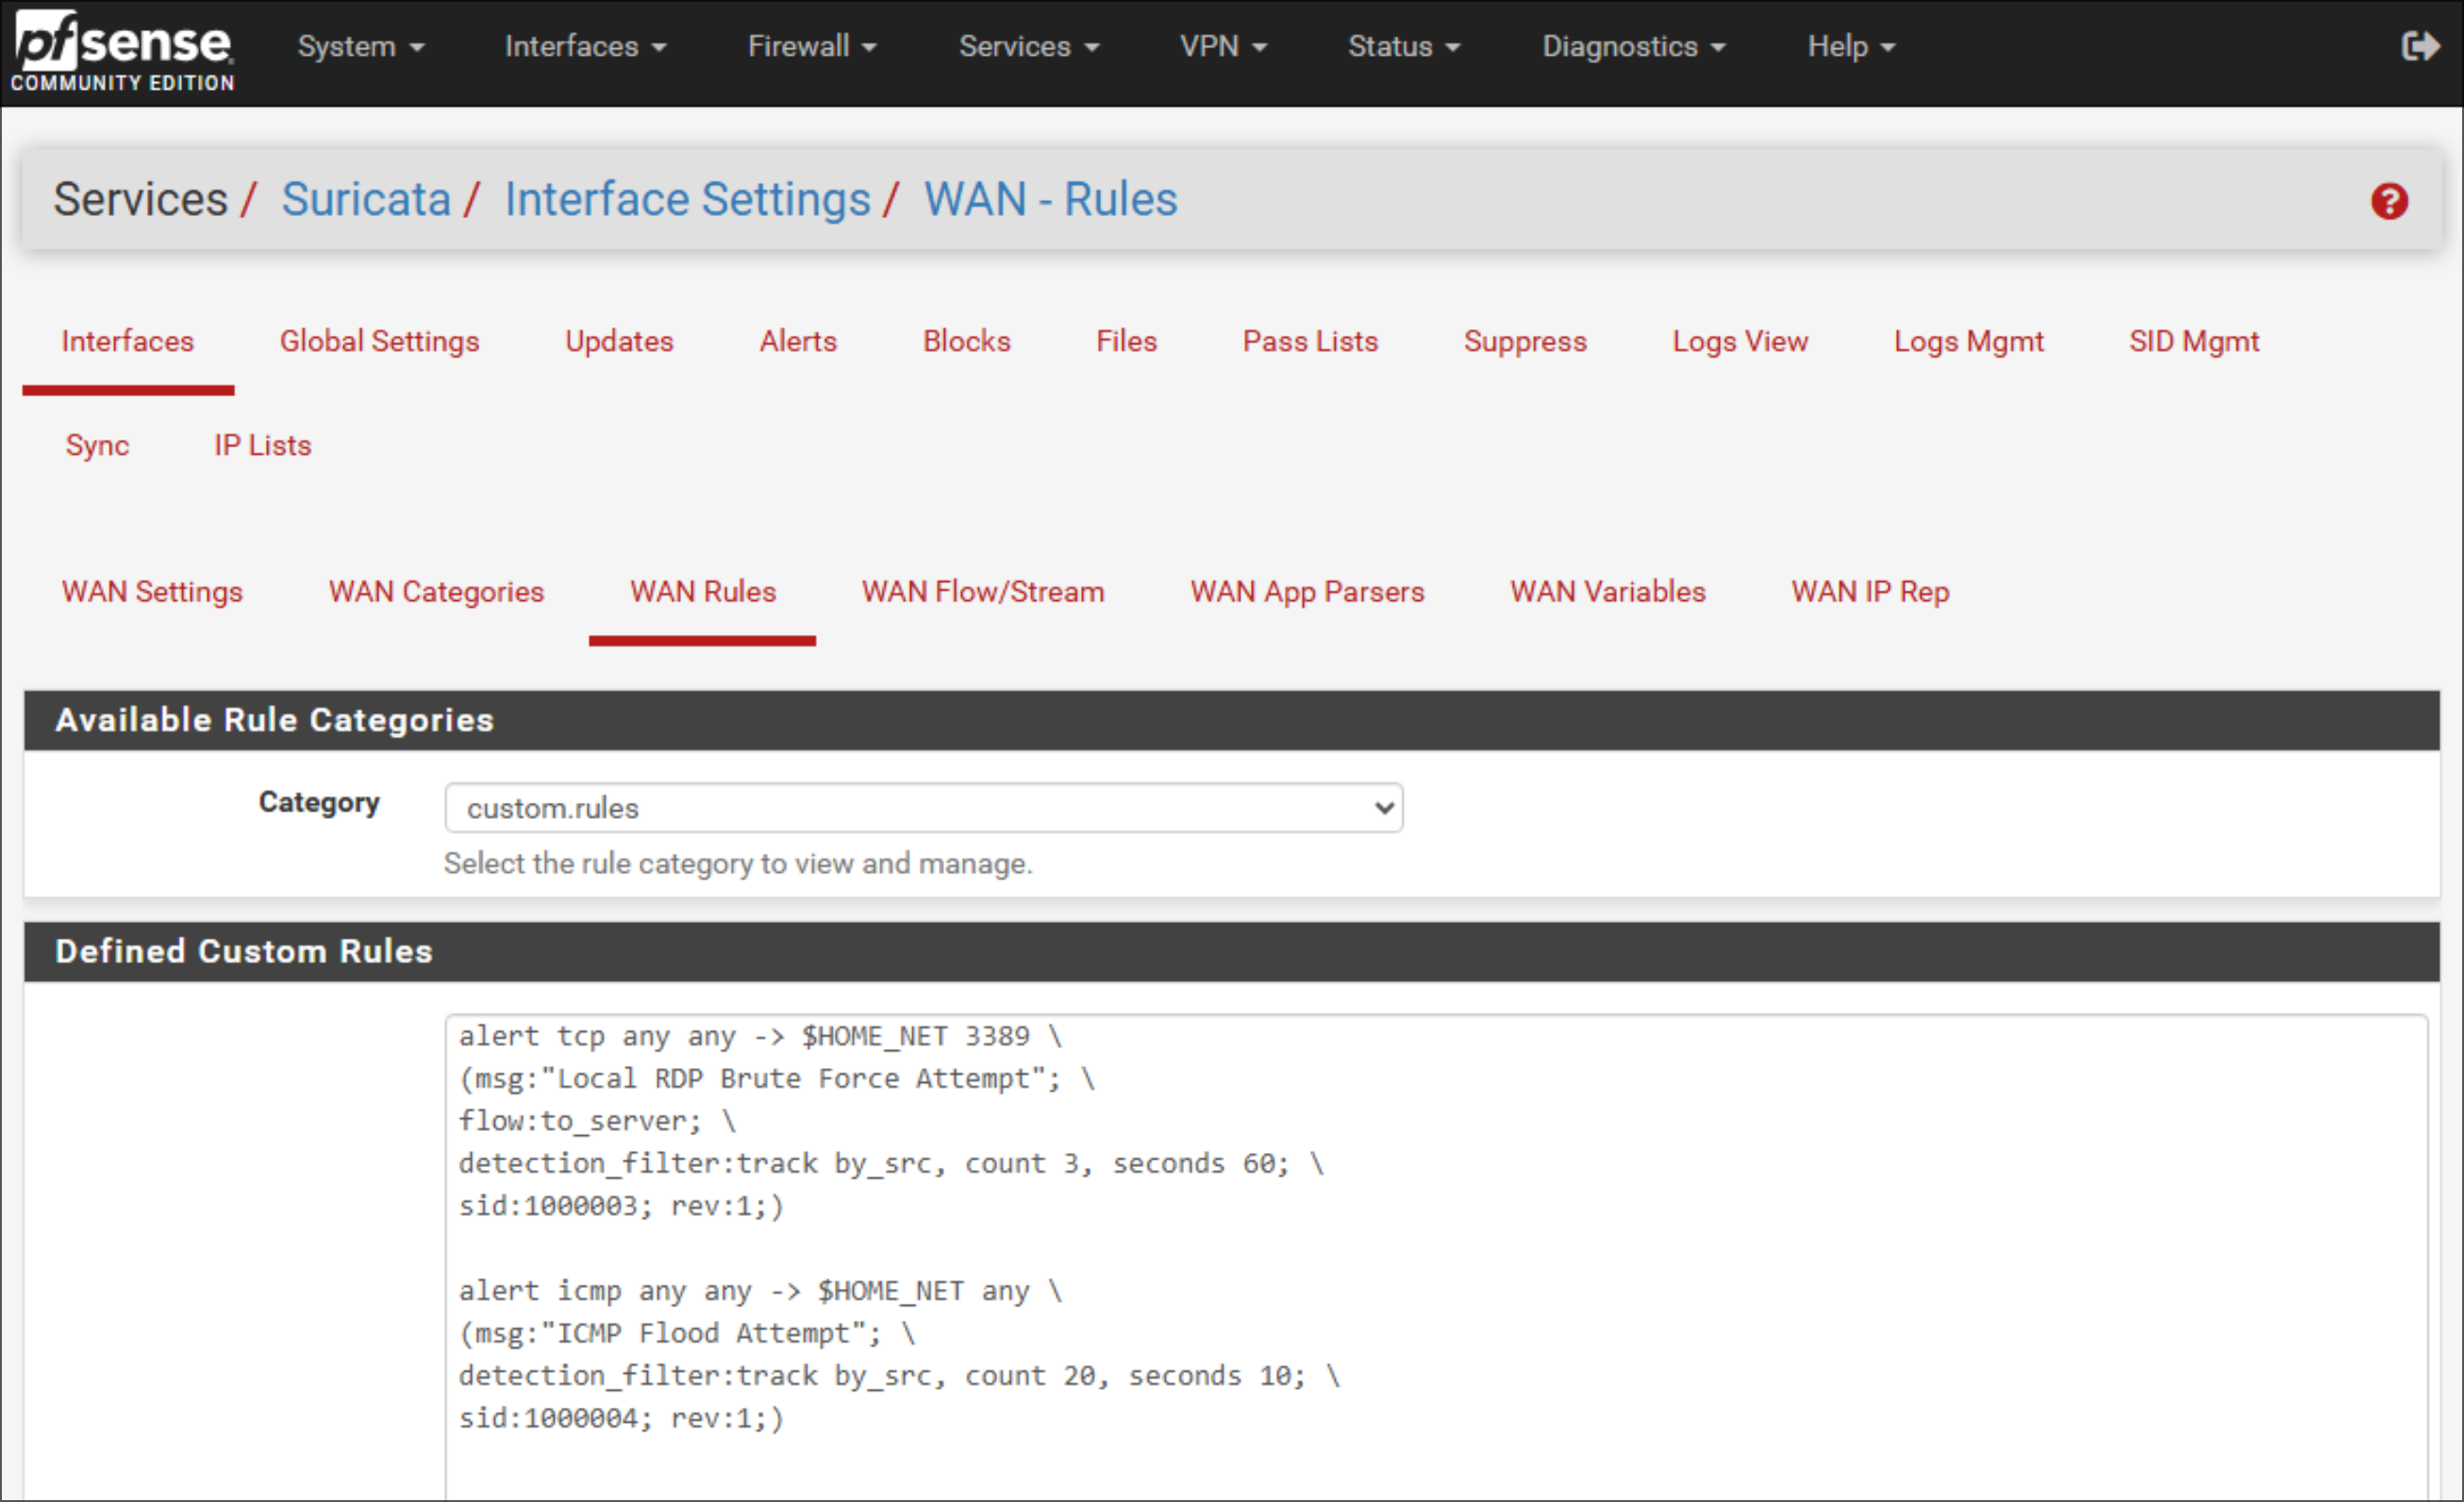 pfsense
COMMUNITY EDITION
System Interfaces Firewall Services VPN Status Diagnostics Help
Services / Suricata / Interface Settings / WAN - Rules
Interfaces Global Settings Updates Alerts Blocks Files Pass Lists Suppress Logs View Logs Mgmt SID Mgmt
Sync IP Lists
WAN Settings WAN Categories WAN Rules WAN Flow/Stream WAN App Parsers WAN Variables WAN IP Rep
Available Rule Categories
Category custom.rules
Select the rule category to view and manage.
Defined Custom Rules
alert tcp any any -> $HOME_NET 3389 \
(msg:"Local RDP Brute Force Attempt"; \
flow:to_server; \
detection_filter:track by_src, count 3, seconds 60; \
sid:1000003; rev:1;)
alert icmp any any -> $HOME_NET any \
(msg:"ICMP Flood Attempt"; \
detection_filter:track by_src, count 20, seconds 10; \
sid:1000004; rev:1;)